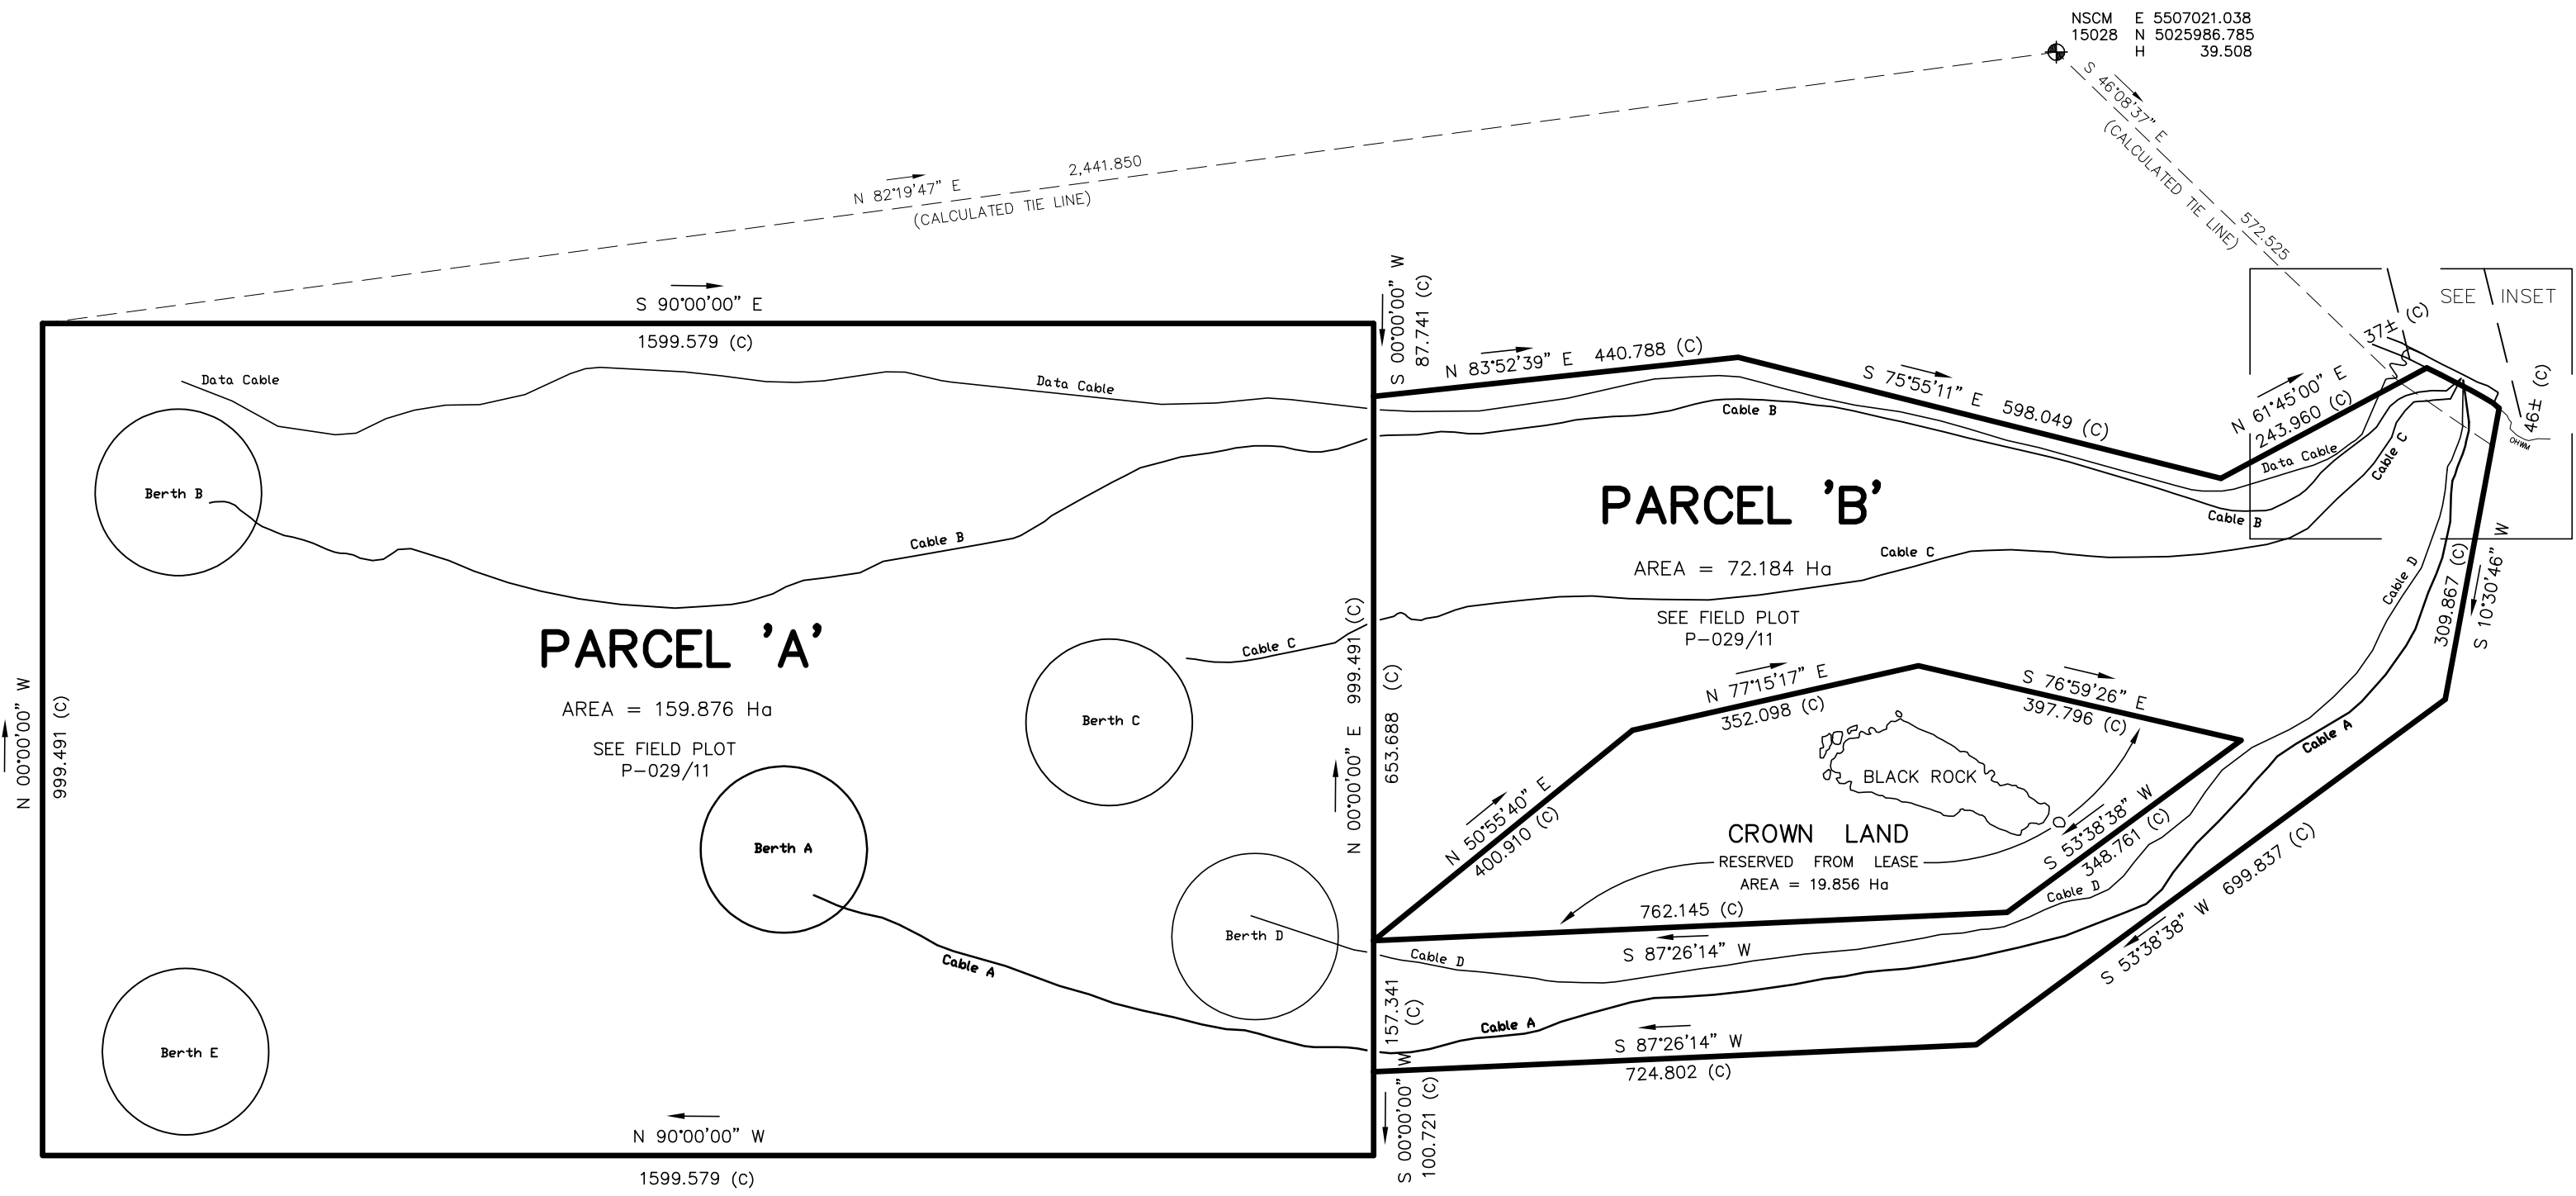 NSCM E 5507021.038
15028 N 5025986.785
H 39.508
S 46°08'37" E
(CALCULATED TIE LINE)
572.525
N 82°19'47" E
2,441.850
(CALCULATED TIE LINE)
S 90°00'00" E
1599.579 (C)
S 00°00'00" W
87.741 (C)
N 83°52'39" E 440.788 (C)
S 75°55'11" E 598.049 (C)
N 61°45'00" E
243.960 (C)
37± (C)
SEE INSET
46± (C)
OHWM
Data Cable
Data Cable
Data Cable
Berth B
Cable B
Cable B
Cable B
Cable C
PARCEL 'A'
AREA = 159.876 Ha
SEE FIELD PLOT
P-029/11
N 00°00'00" W
999.491 (C)
Berth C
Cable C
N 00°00'00" E 999.491 (C)
653.688 (C)
Berth A
Cable A
Berth D
Berth E
N 90°00'00" W
1599.579 (C)
PARCEL 'B'
AREA = 72.184 Ha
SEE FIELD PLOT
P-029/11
Cable C
Cable D
309.867 (C)
S 10°30'46" W
N 77°15'17" E
352.098 (C)
S 76°59'26" E
397.796 (C)
N 50°55'40" E
400.910 (C)
BLACK ROCK
CROWN LAND
RESERVED FROM LEASE
AREA = 19.856 Ha
S 53°38'38" W
348.761 (C)
Cable A
762.145 (C)
S 87°26'14" W
Cable D
Cable D
699.837 (C)
S 53°38'38" W
157.341
(C)
Cable A
S 87°26'14" W
724.802 (C)
S 00°00'00" W
100.721 (C)